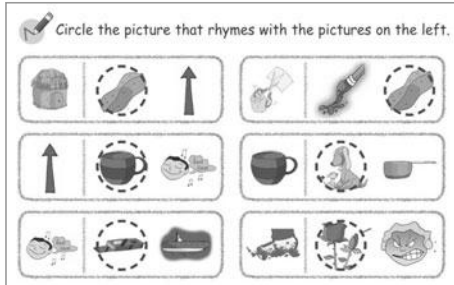 Circle the picture that rhymes with the pictures on the left.